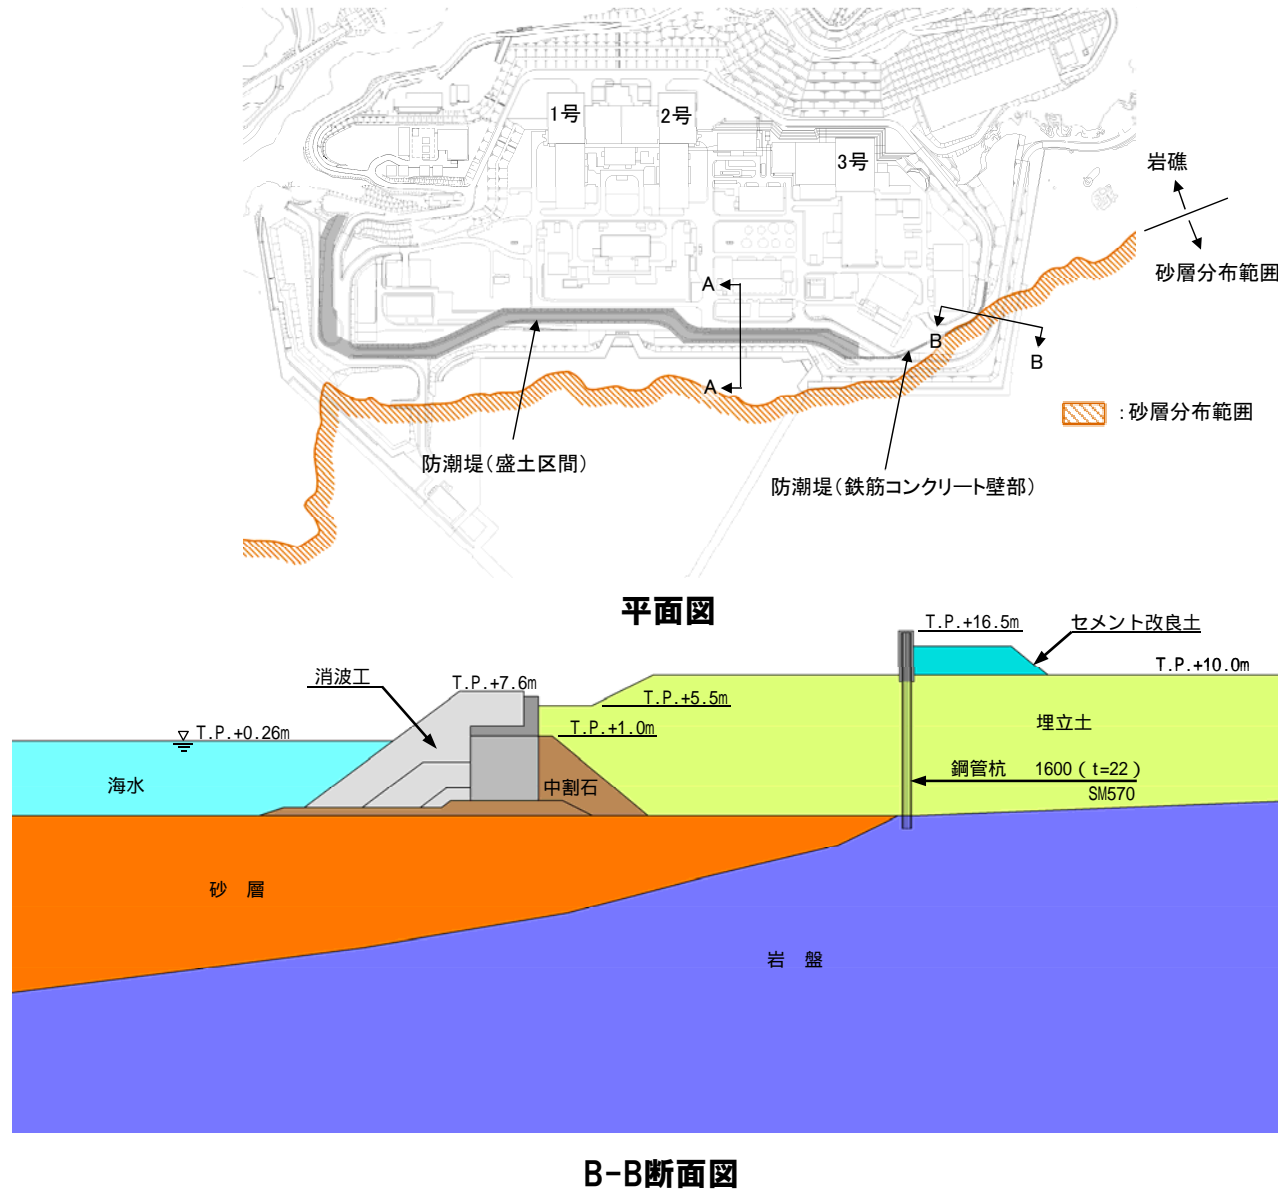 1号
2号
3号
岩礁
砂層分布範囲
A
A
B
B
:砂層分布範囲
防潮堤(盛土区間)
防潮堤(鉄筋コンクリート壁部)
平面図
T.P.+16.5m
セメント改良土
消波工
T.P.+7.6m
T.P.+10.0m
T.P.+5.5m
T.P.+0.26m
T.P.+1.0m
埋立土
海水
中割石
鋼管杭 1600(t=22)
SM570
砂 層
岩 盤
B-B断面図